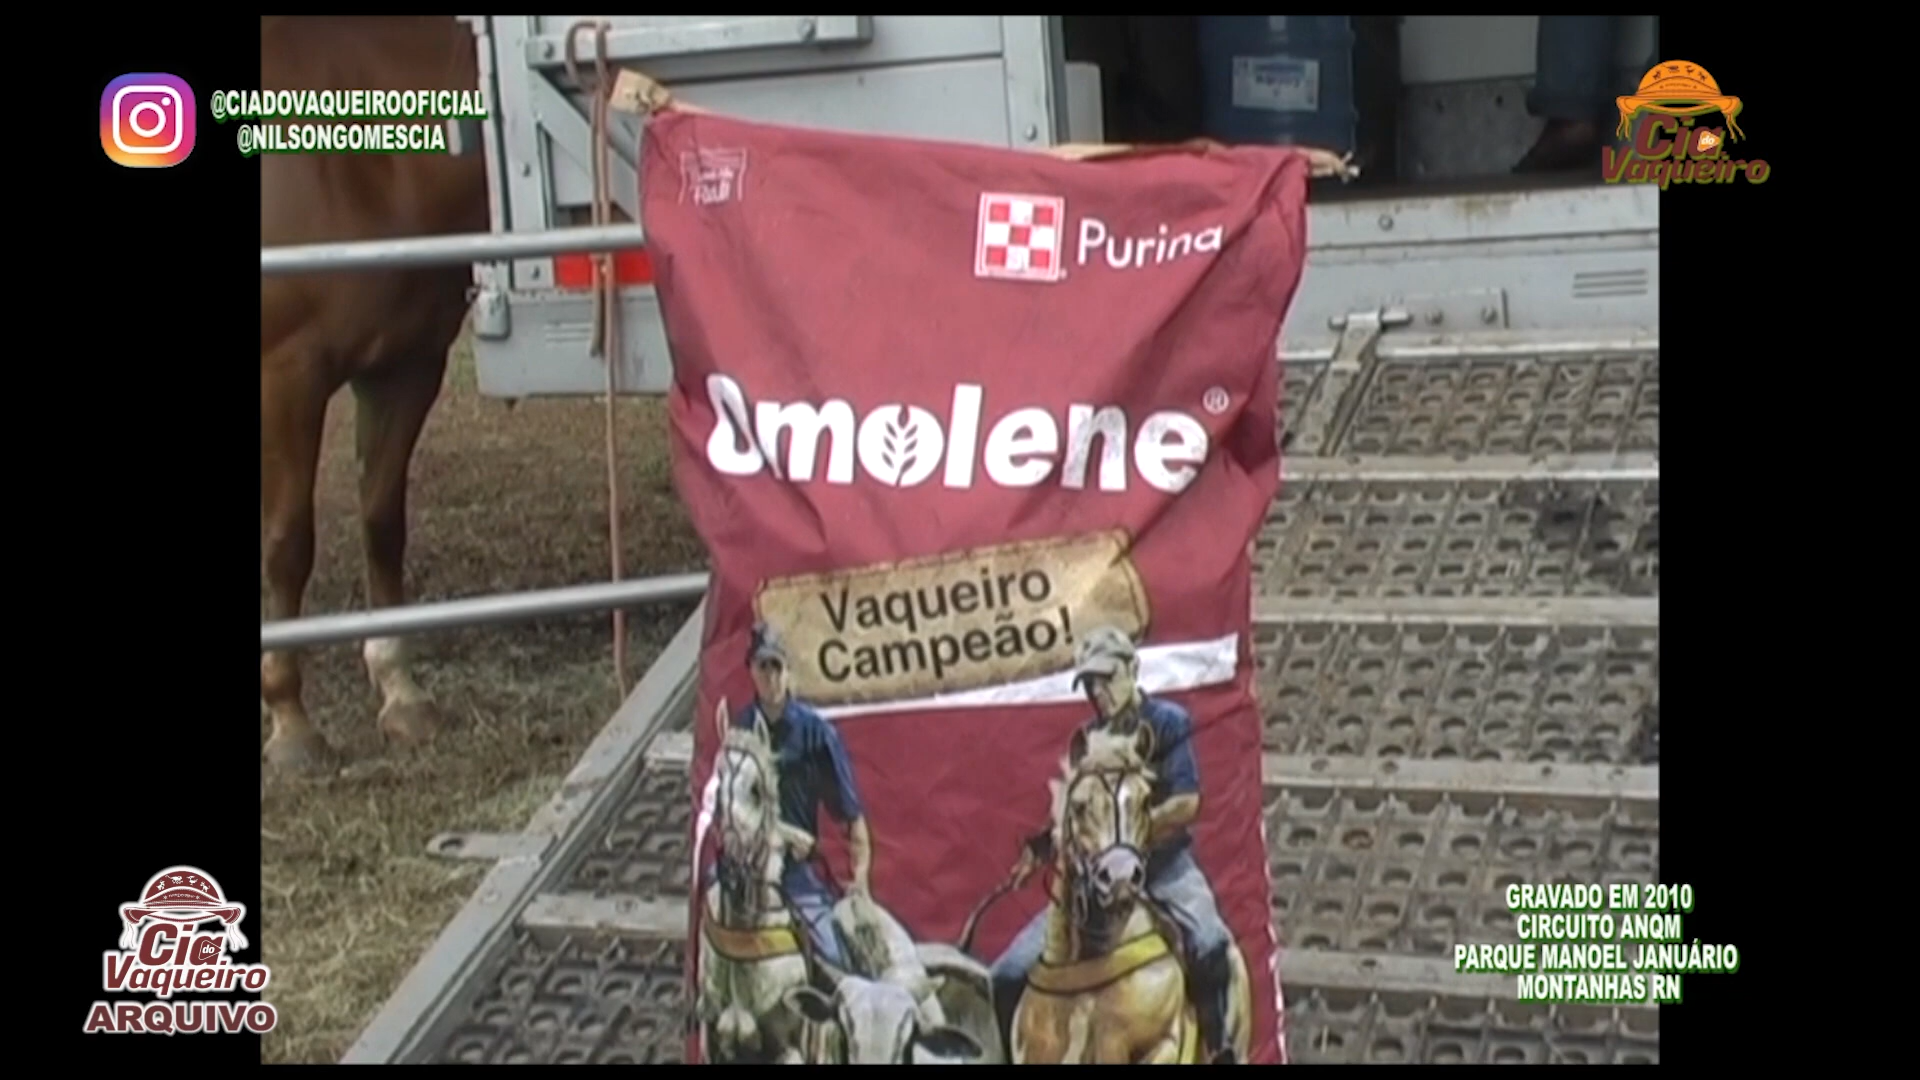 @CIADOVAQUEIROOFICIAL
@NILSONGOMESCIA
Cia do
Vaqueiro
Purina
Omolene®
Vaqueiro
Campeão!
Cia do
Vaqueiro
ARQUIVO
GRAVADO EM 2010
CIRCUITO ANQM
PARQUE MANOEL JANUÁRIO
MONTANHAS RN